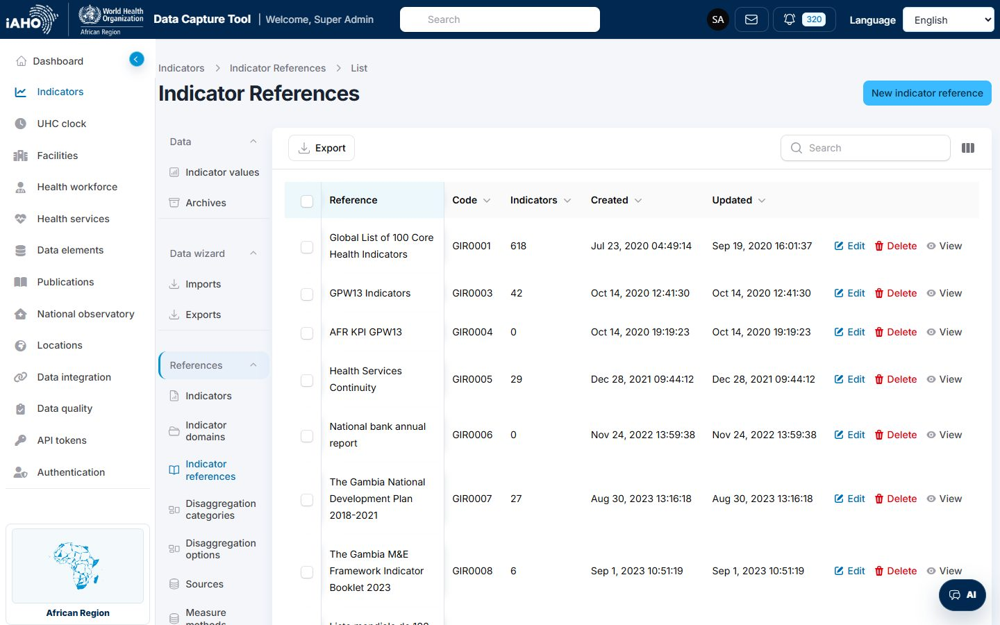 iAHO
World Health
Organization
African Region
Data Capture Tool
Welcome, Super Admin
Search
SA
320
Language
English
Dashboard
Indicators
UHC clock
Facilities
Health workforce
Health services
Data elements
Publications
National observatory
Locations
Data integration
Data quality
API tokens
Authentication
African Region
Indicators > Indicator References > List
Indicator References
New indicator reference
Data
Indicator values
Archives
Data wizard
Imports
Exports
References
Indicators
Indicator
domains
Indicator
references
Disaggregation
categories
Disaggregation
options
Sources
Measure
methods
Export
Search
Reference Code Indicators Created Updated
Global List of 100 Core
Health Indicators
GIR0001 618 Jul 23, 2020 04:49:14 Sep 19, 2020 16:01:37 Edit Delete View
GPW13 Indicators GIR0003 42 Oct 14, 2020 12:41:30 Oct 14, 2020 12:41:30 Edit Delete View
AFR KPI GPW13 GIR0004 0 Oct 14, 2020 19:19:23 Oct 14, 2020 19:19:23 Edit Delete View
Health Services
Continuity
GIR0005 29 Dec 28, 2021 09:44:12 Dec 28, 2021 09:44:12 Edit Delete View
National bank annual
report
GIR0006 0 Nov 24, 2022 13:59:38 Nov 24, 2022 13:59:38 Edit Delete View
The Gambia National
Development Plan
2018-2021
GIR0007 27 Aug 30, 2023 13:16:18 Aug 30, 2023 13:16:18 Edit Delete View
The Gambia M&E
Framework Indicator
Booklet 2023
GIR0008 6 Sep 1, 2023 10:51:19 Sep 1, 2023 10:51:19 Edit Delete View
Liste mondiale de 100
AI